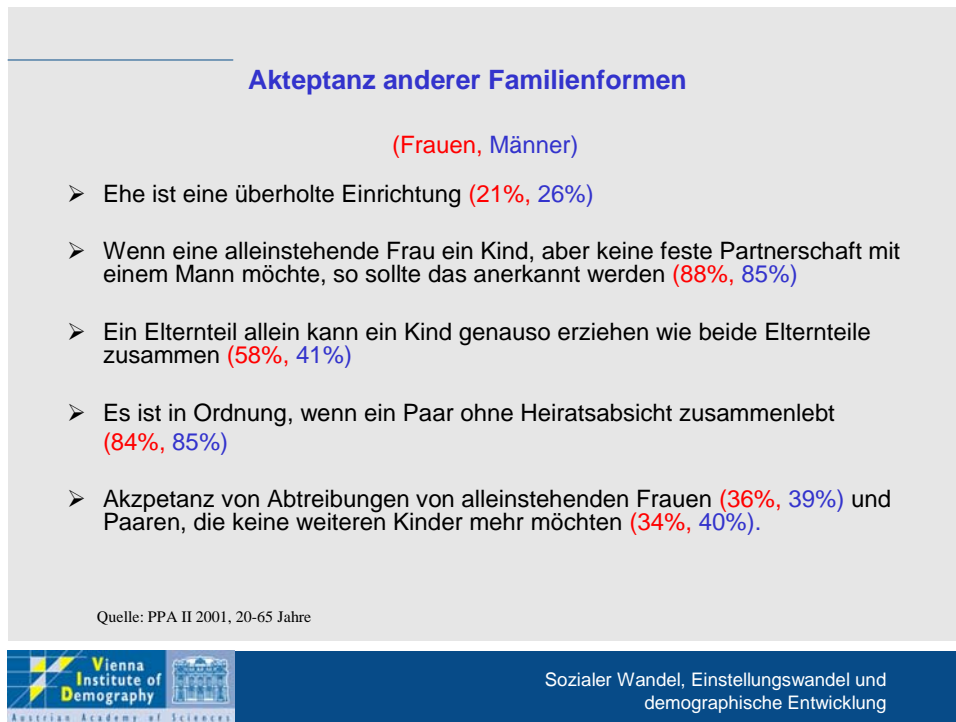 Akteptanz anderer Familienformen
(Frauen, Männer)
➢ Ehe ist eine überholte Einrichtung (21%, 26%)
➢ Wenn eine alleinstehende Frau ein Kind, aber keine feste Partnerschaft mit
einem Mann möchte, so sollte das anerkannt werden (88%, 85%)
➢ Ein Elternteil allein kann ein Kind genauso erziehen wie beide Elternteile
zusammen (58%, 41%)
➢ Es ist in Ordnung, wenn ein Paar ohne Heiratsabsicht zusammenlebt
(84%, 85%)
➢ Akzpetanz von Abtreibungen von alleinstehenden Frauen (36%, 39%) und
Paaren, die keine weiteren Kinder mehr möchten (34%, 40%).
Quelle: PPA II 2001, 20-65 Jahre
Vienna
Institute of
Demography
Austrian Academy of Sciences
Sozialer Wandel, Einstellungswandel und
demographische Entwicklung